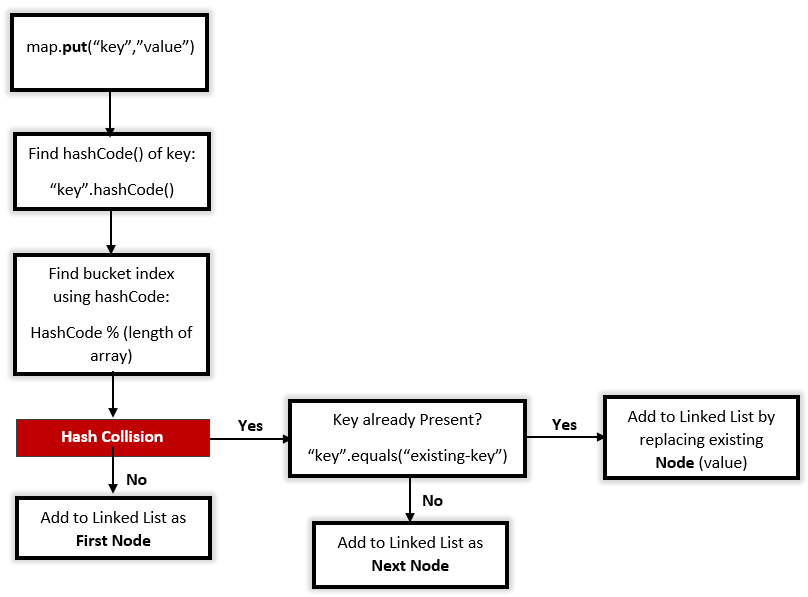 map.put(“key”,”value”)
Find hashCode() of key:
“key”.hashCode()
Find bucket index
using hashCode:
HashCode % (length of
array)
Hash Collision
Yes
Key already Present?
“key”.equals(“existing-key”)
Yes
Add to Linked List by
replacing existing
Node (value)
No
Add to Linked List as
First Node
No
Add to Linked List as
Next Node